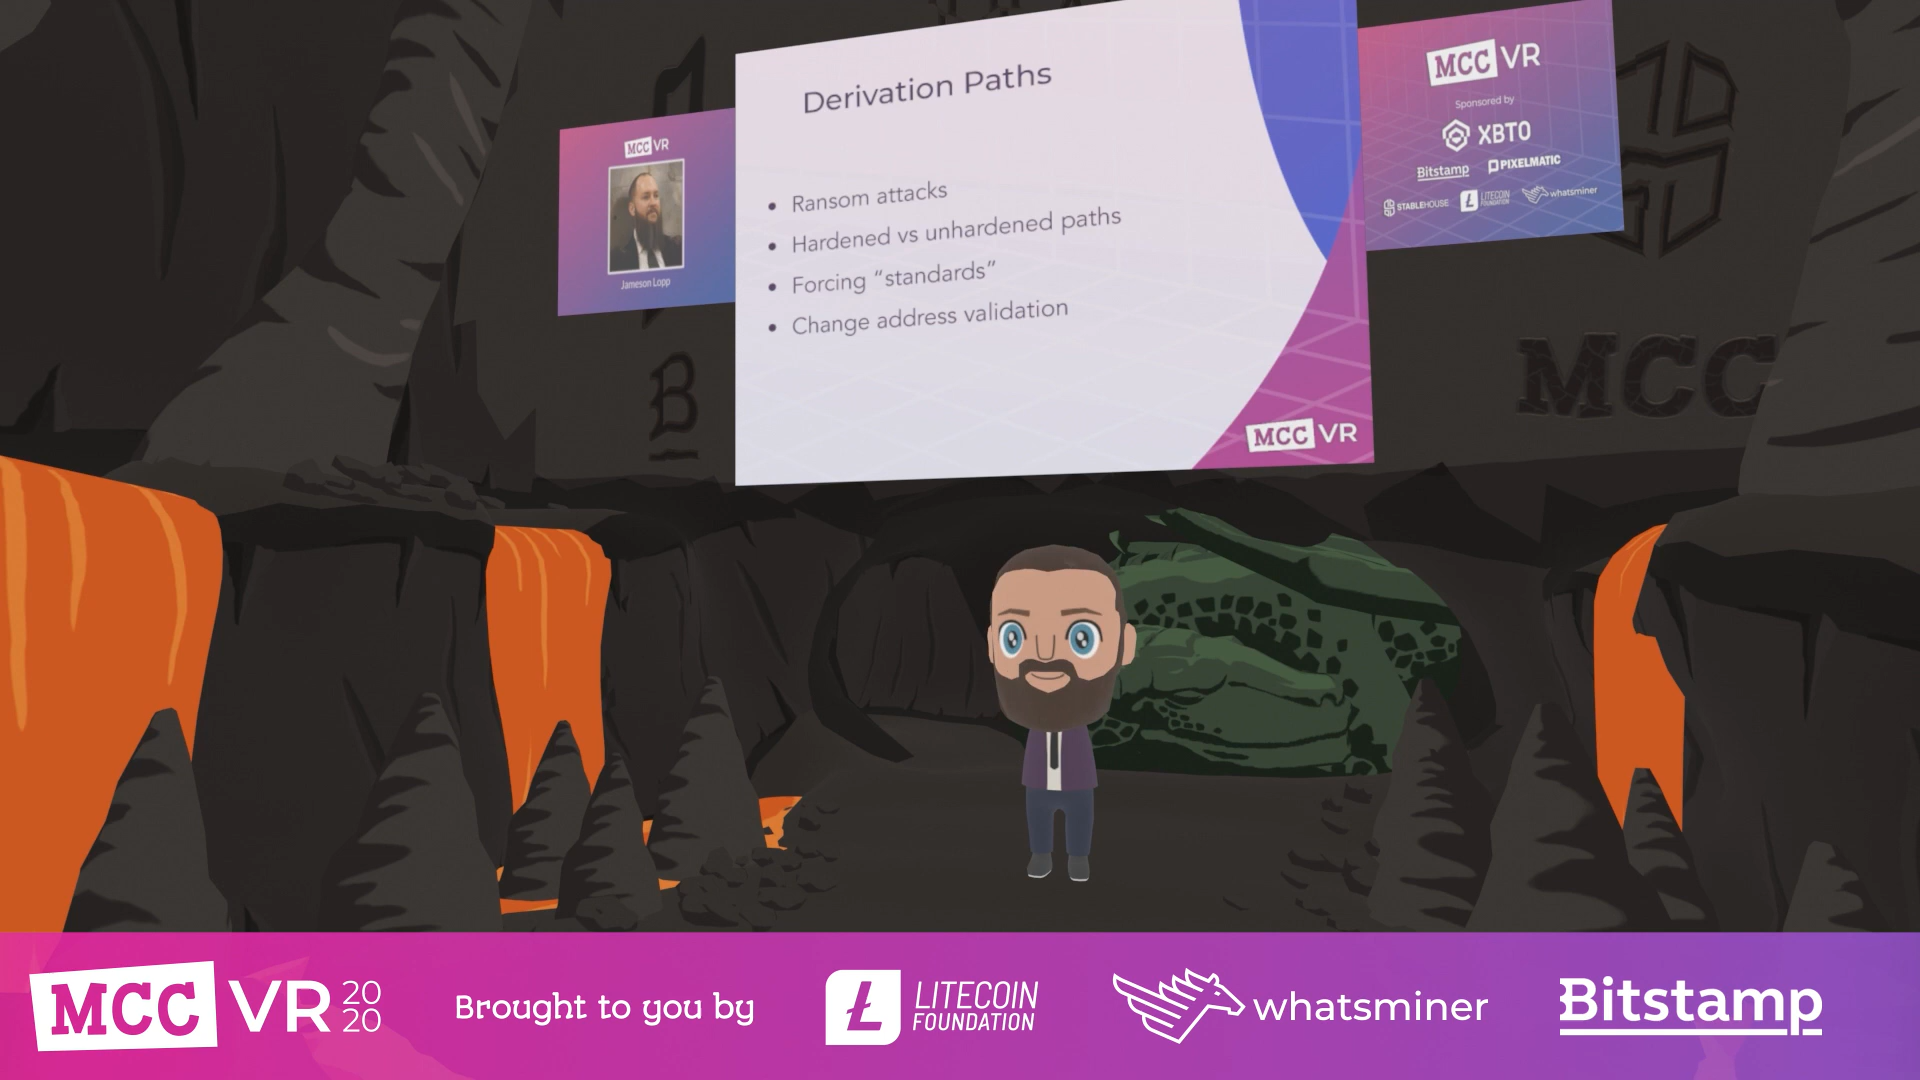 MCC VR
Jameson Lopp
Derivation Paths
• Ransom attacks
• Hardened vs unhardened paths
• Forcing “standards”
• Change address validation
MCC VR
MCC VR
Sponsored by
XBTO
Bitstamp PIXELMATIC
STABLEHOUSE LITECOIN FOUNDATION whatsminer
B
MCC
MCC VR 20
20
Brought to you by
LITECOIN
FOUNDATION
whatsminer
Bitstamp